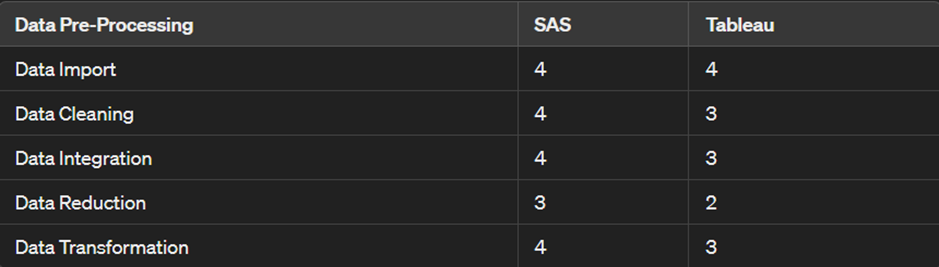 Data Pre-Processing SAS Tableau
Data Import 4 4
Data Cleaning 4 3
Data Integration 4 3
Data Reduction 3 2
Data Transformation 4 3